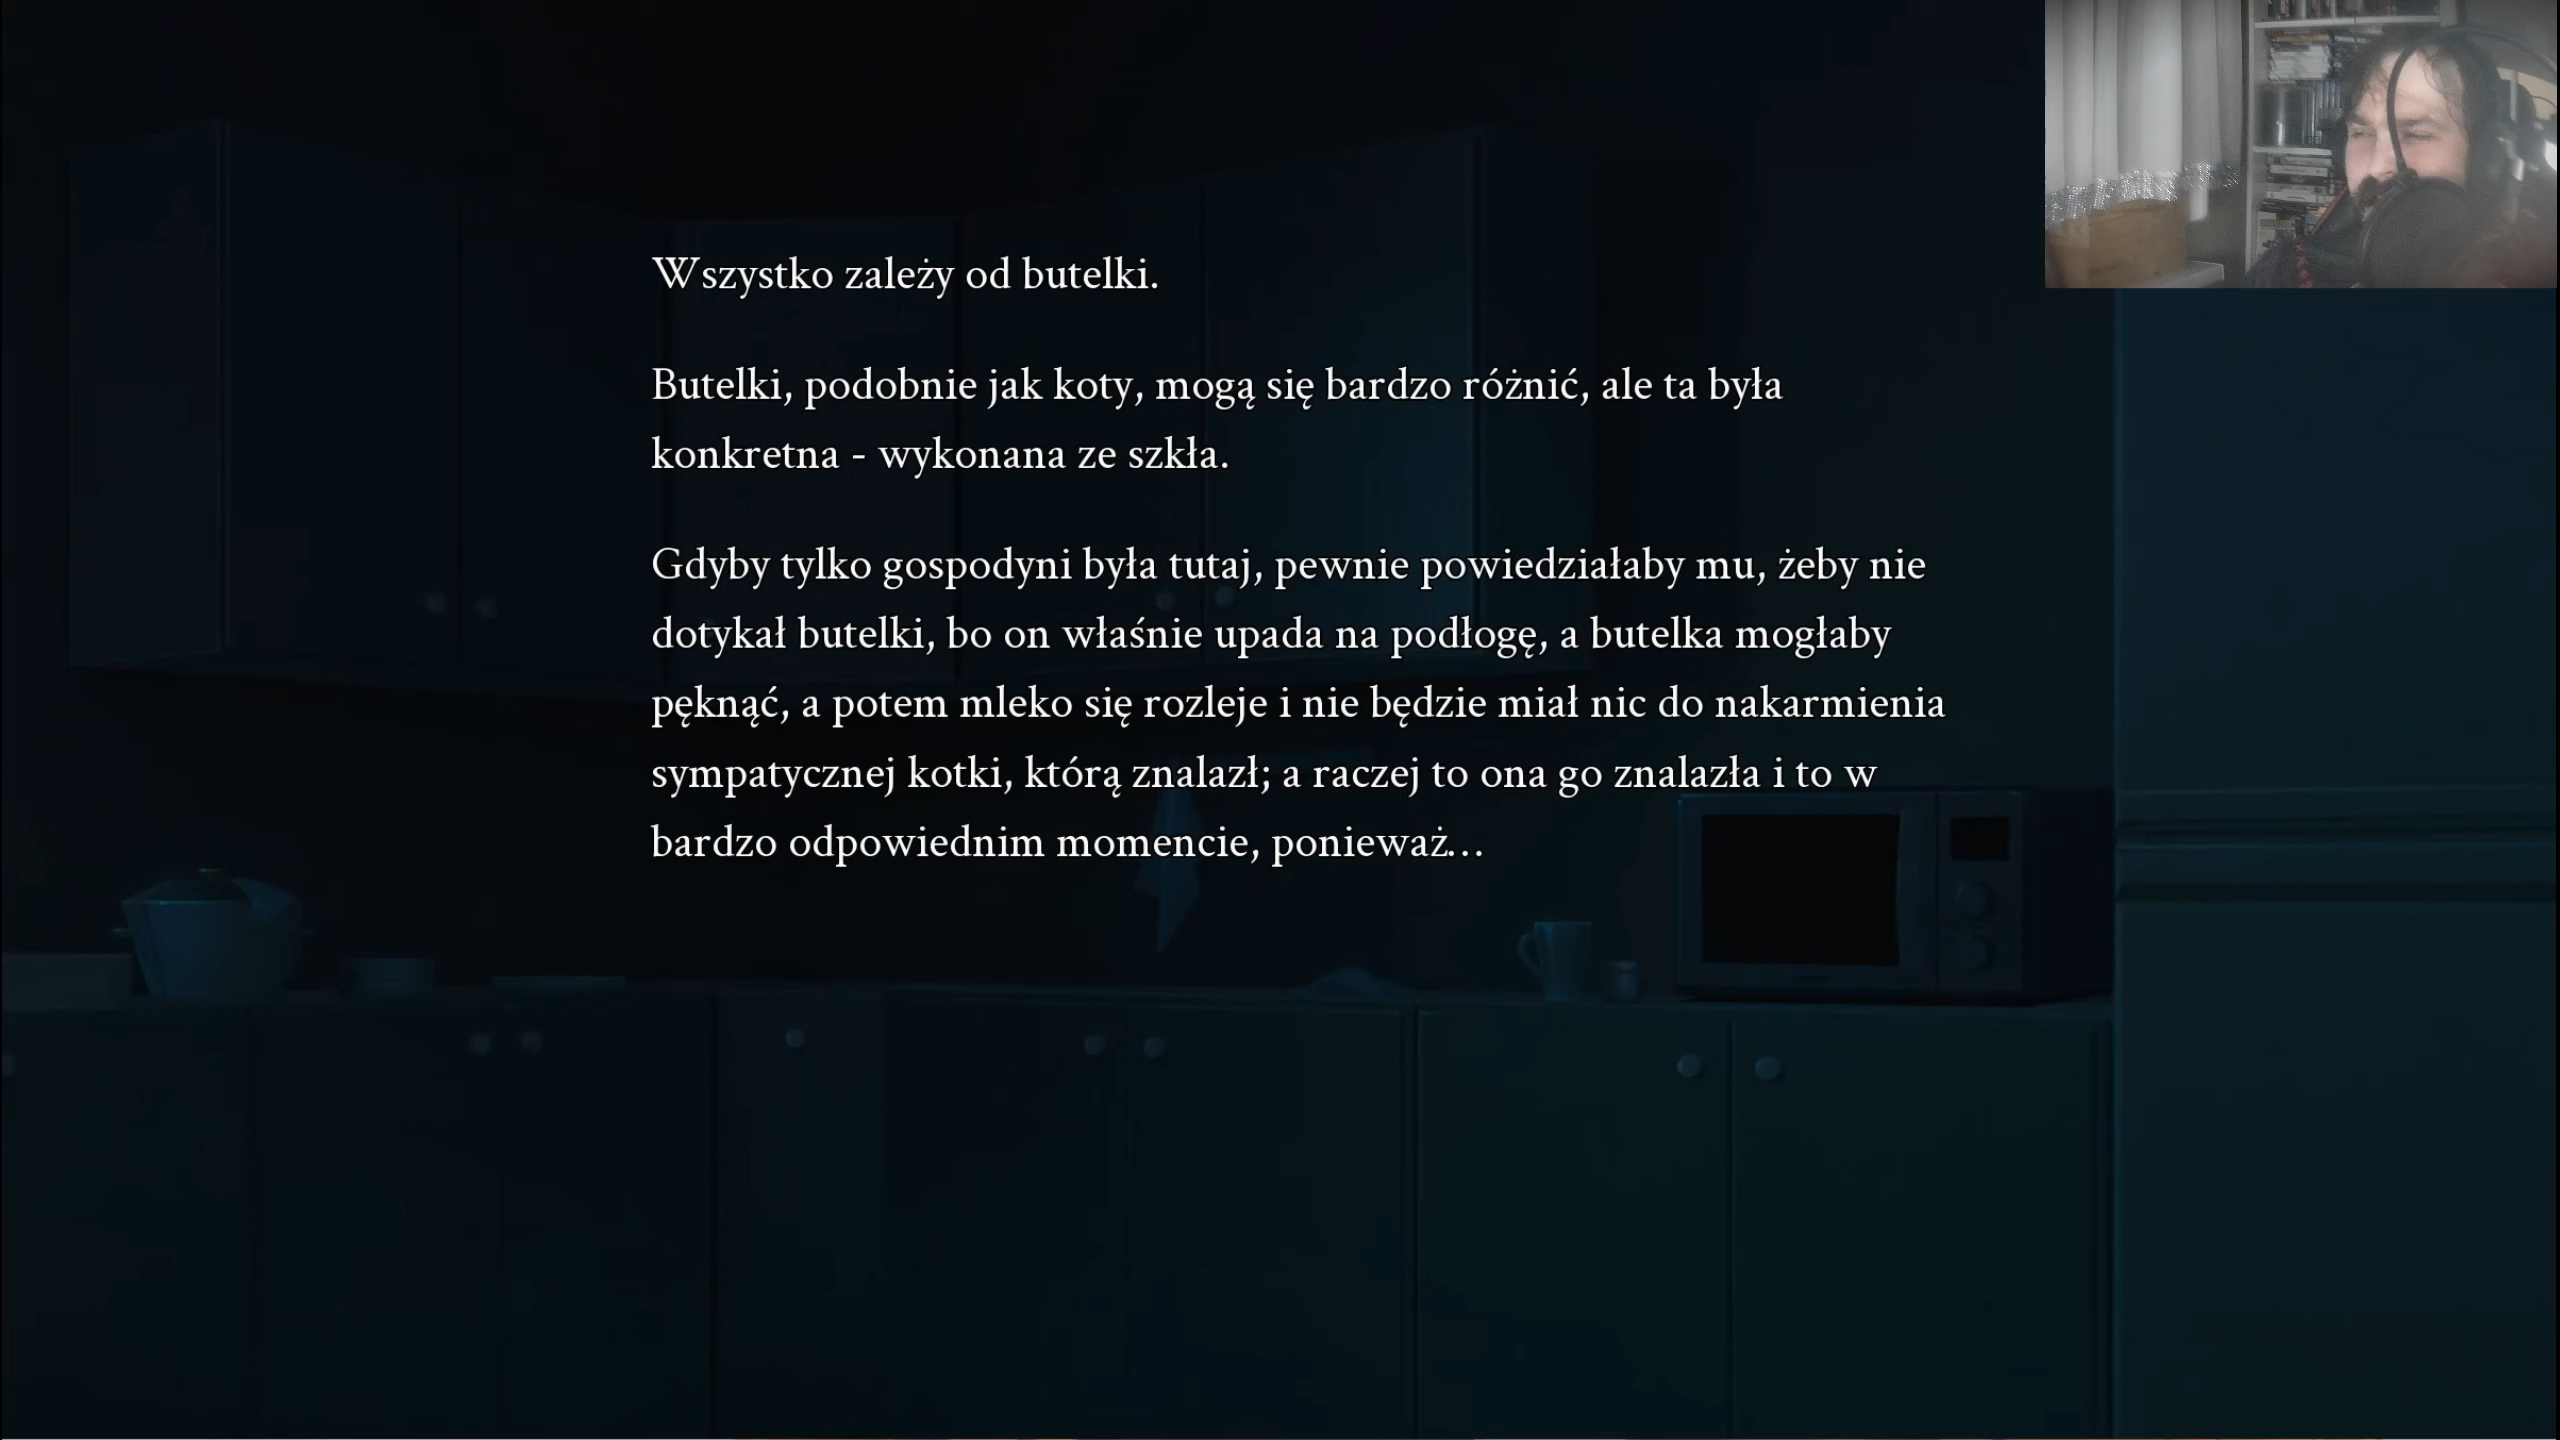 Wszystko zależy od butelki.
Butelki, podobnie jak koty, mogą się bardzo różnić, ale ta była
konkretna - wykonana ze szkła.
Gdyby tylko gospodyni była tutaj, pewnie powiedziałaby mu, żeby nie
dotykał butelki, bo on właśnie upada na podłogę, a butelka mogłaby
pęknąć, a potem mleko się rozleje i nie będzie miał nic do nakarmienia
sympatycznej kotki, którą znalazł; a raczej to ona go znalazła i to w
bardzo odpowiednim momencie, ponieważ...